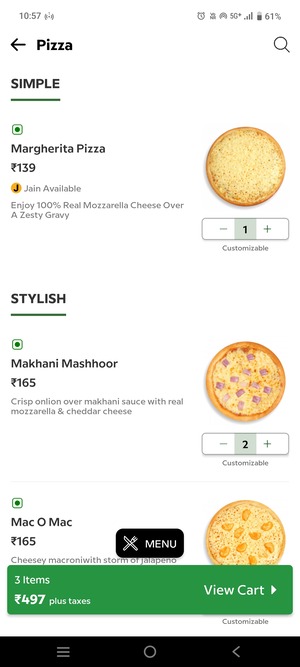 10:57
5G+ 61%
Pizza
SIMPLE
Margherita Pizza
₹139
J Jain Available
Enjoy 100% Real Mozzarella Cheese Over
A Zesty Gravy
− 1 +
Customizable
STYLISH
Makhani Mashhoor
₹165
Crisp onlion over makhani sauce with real
mozzarella & cheddar cheese
− 2 +
Customizable
Mac O Mac
₹165
MENU
Cheesey macroniwith storm of jalapeno
3 Items
₹497 plus taxes
View Cart
Customizable